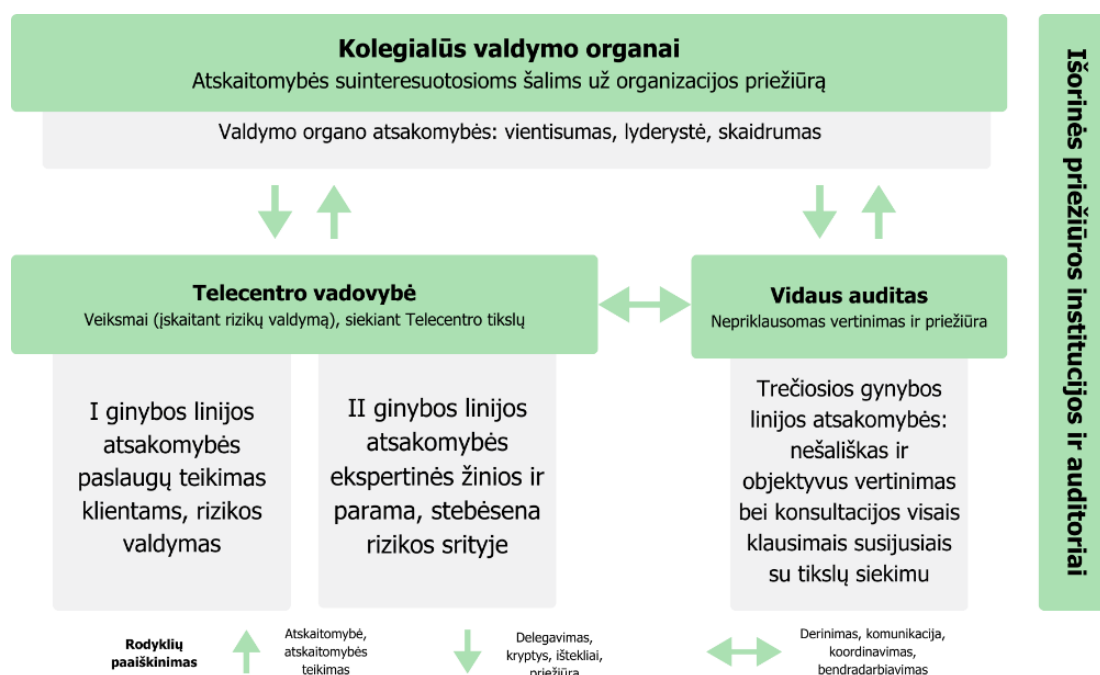 Kolegialūs valdymo organai
Atskaitomybės suinteresuotosioms šalims už organizacijos priežiūrą
Valdymo organo atsakomybės: vientisumas, lyderystė, skaidrumas
Telecentro vadovybė
Veiksmai (įskaitant rizikų valdymą), siekiant Telecentro tikslų
Vidaus auditas
Nepriklausomas vertinimas ir priežiūra
I ginybos linijos
atsakomybės
paslaugų teikimas
klientams, rizikos
valdymas
II ginybos linijos
atsakomybės
ekspertinės žinios ir
parama, stebėsena
rizikos srityje
Trečiosios gynybos
linijos atsakomybės:
nešališkas ir
objektyvus vertinimas
bei konsultacijos visais
klausimais susijusiais
su tikslų siekimu
Išorinės priežiūros institucijos ir auditoriai
Rodyklių
paaiškinimas
Atskaitomybė,
atskaitomybės
teikimas
Delegavimas,
kryptys, ištekliai,
priežiūra
Derinimas, komunikacija,
koordinavimas,
bendradarbiavimas